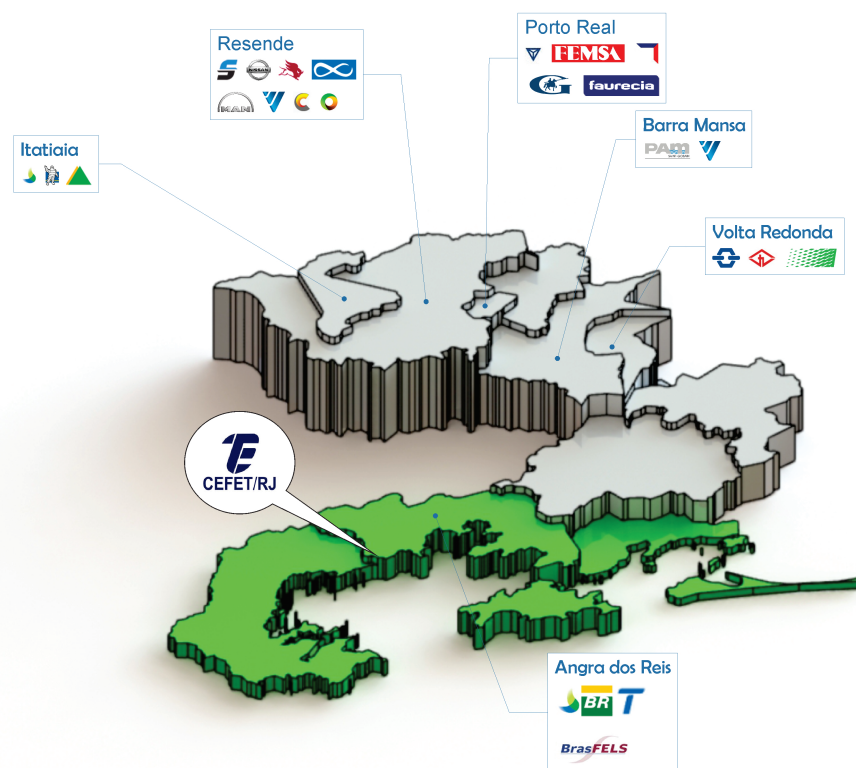 Resende
NISSAN
MAN
Porto Real
FEMSA
G
faurecia
Barra Mansa
PAM
Itatiaia
Volta Redonda
CEFET/RJ
Angra dos Reis
BR
BrasFELS